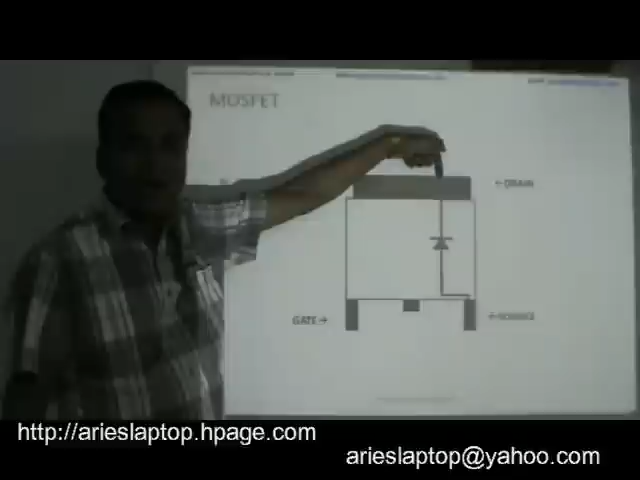 MOSFET
←DRAIN
GATE→
←SOURCE
http://arieslaptop.hpage.com
arieslaptop@yahoo.com